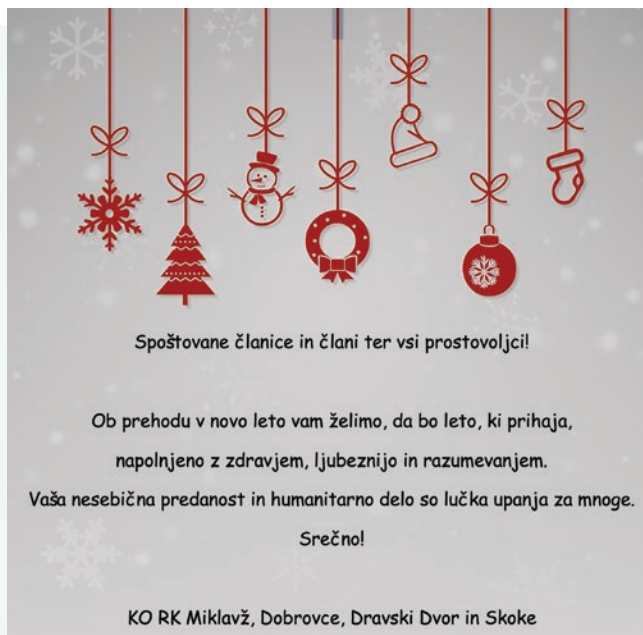 Spoštovane članice in člani ter vsi prostovoljci!
Ob prehodu v novo leto vam želimo, da bo leto, ki prihaja,
napolnjeno z zdravjem, ljubeznijo in razumevanjem.
Vaša nesebična predanost in humanitarno delo so lučka upanja za mnoge.
Srečno!
KO RK Miklavž, Dobrovce, Dravski Dvor in Skoke